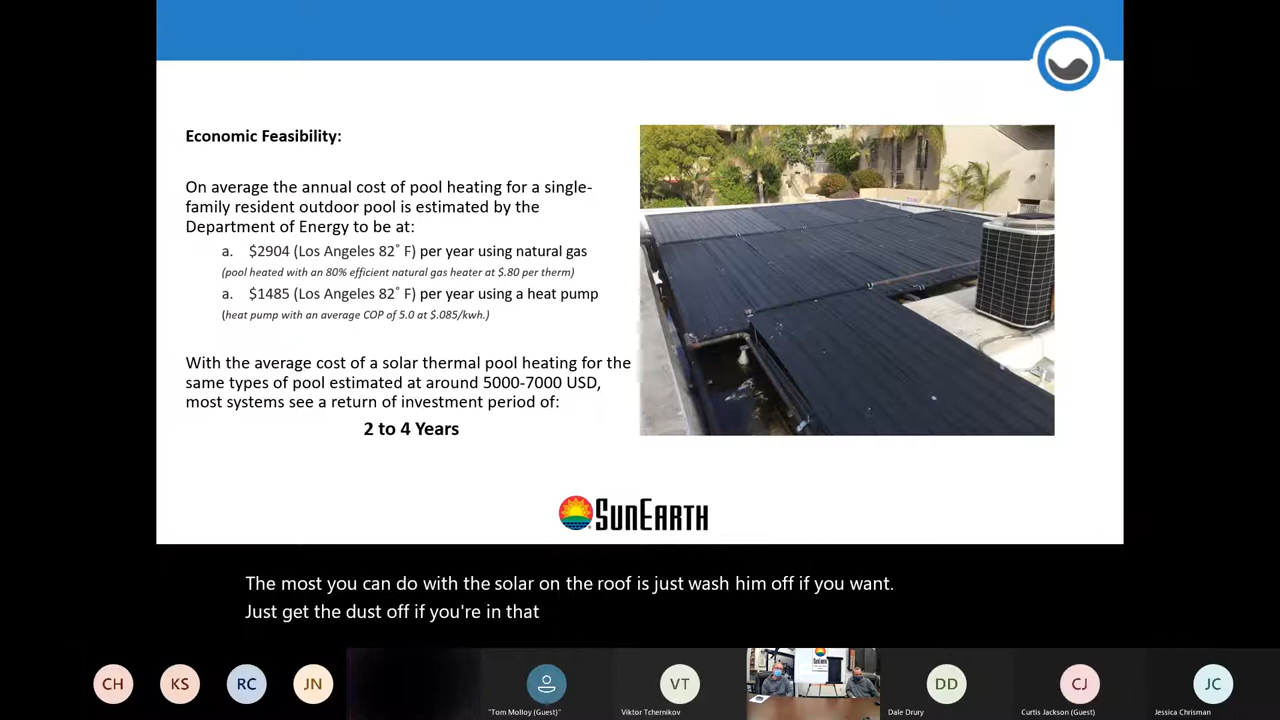 Economic Feasibility:
On average the annual cost of pool heating for a single-
family resident outdoor pool is estimated by the
Department of Energy to be at:
a. $2904 (Los Angeles 82° F) per year using natural gas
(pool heated with an 80% efficient natural gas heater at $.80 per therm)
a. $1485 (Los Angeles 82° F) per year using a heat pump
(heat pump with an average COP of 5.0 at $.085/kwh.)
With the average cost of a solar thermal pool heating for the
same types of pool estimated at around 5000-7000 USD,
most systems see a return of investment period of:
2 to 4 Years
SUNEARTH
The most you can do with the solar on the roof is just wash him off if you want.
Just get the dust off if you're in that
CH KS RC JN VT DD CJ JC
"Tom Molloy (Guest)" Viktor Tchernikov Dale Drury Curtis Jackson (Guest) Jessica Chrisman